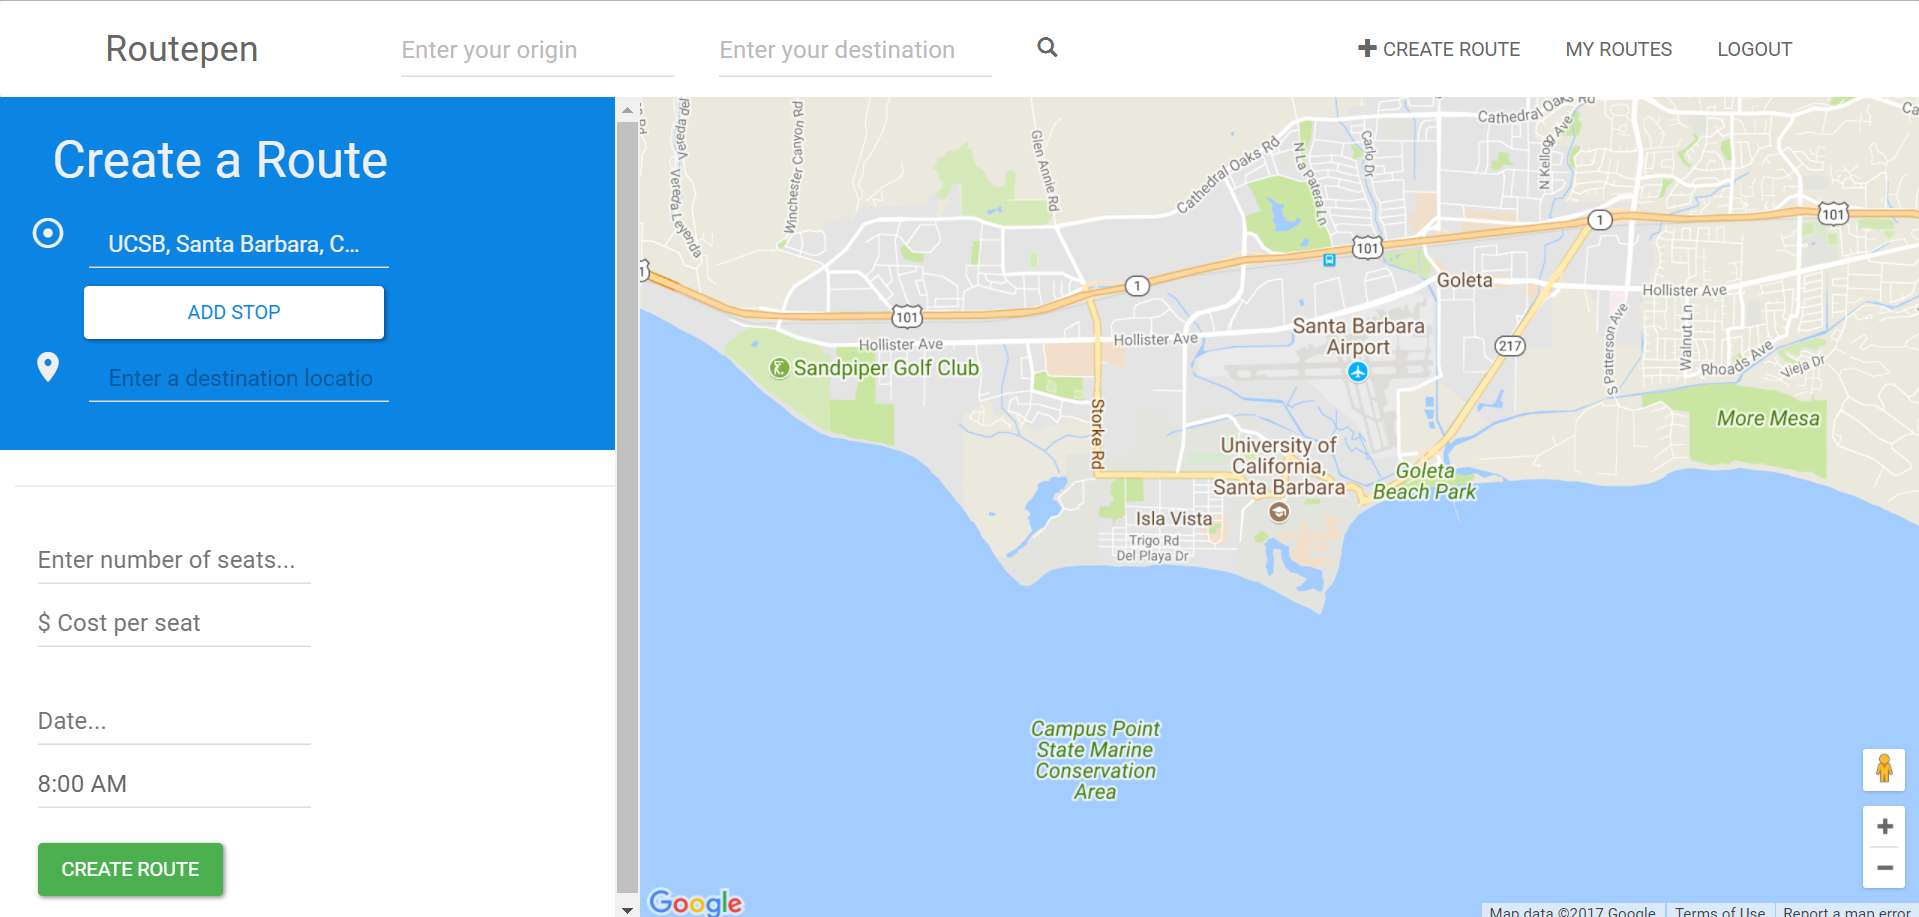 Routepen
Enter your origin
Enter your destination
CREATE ROUTE
MY ROUTES
LOGOUT
Create a Route
UCSB, Santa Barbara, C...
ADD STOP
Enter a destination locatio
Enter number of seats...
$ Cost per seat
Date...
8:00 AM
CREATE ROUTE
Vereda del
Vereda Leyenda
Winchester Canyon Rd
Glen Annie Rd
Cathedral Oaks Rd
N La Patera Ln
Carlo Dr
Cathedral Oaks Rd
N Kellogg Ave
Ca
Rd
1
101
101
1
101
1
217
Goleta
Hollister Ave
Hollister Ave
Hollister Ave
Santa Barbara
Airport
Sandpiper Golf Club
Storke Rd
S Patterson Ave
Walnut Ln
Rhoads Ave
Vieja Dr
More Mesa
University of
California,
Santa Barbara
Goleta
Beach Park
Isla Vista
Trigo Rd
Del Playa Dr
Campus Point
State Marine
Conservation
Area
Google
Map data ©2017 Google
Terms of Use
Report a map error